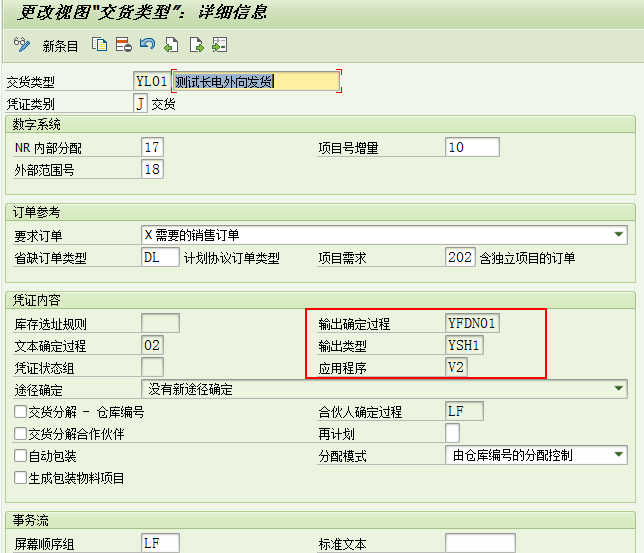 更改视图"交货类型": 详细信息
新条目
交货类型 YL01 测试长电外向发货
凭证类别 J 交货
数字系统
NR 内部分配 17 项目号增量 10
外部范围号 18
订单参考
要求订单 X 需要的销售订单
省缺订单类型 DL 计划协议订单类型 项目需求 202 含独立项目的订单
凭证内容
库存选址规则 输出确定过程 YFDN01
文本确定过程 02 输出类型 YSH1
凭证状态组 应用程序 V2
途径确定 没有新途径确定
交货分解 - 仓库编号 合伙人确定过程 LF
交货分解合作伙伴 再计划
自动包装 分配模式 由仓库编号的分配控制
生成包装物料项目
事务流
屏幕顺序组 LF 标准文本